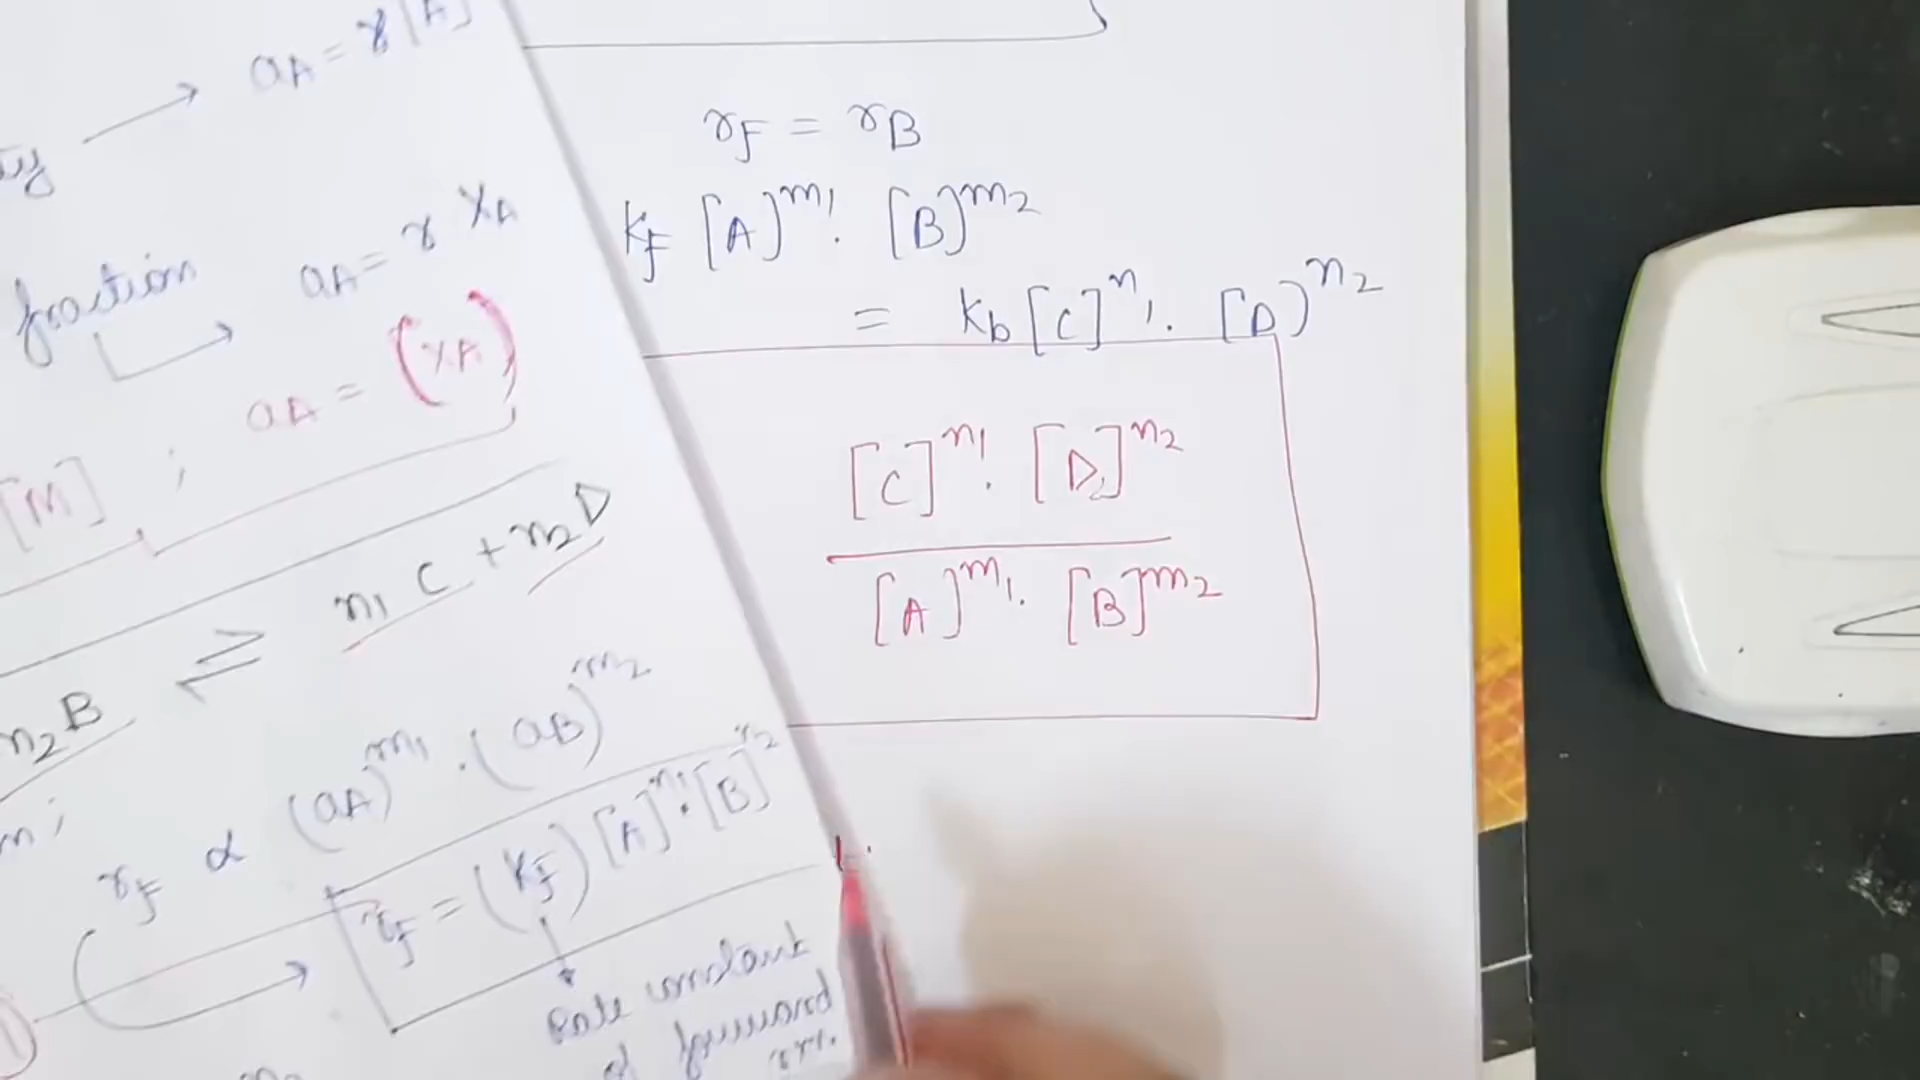 aA = γ[A]
fraction
aA = γ XA
aA = (XA)
[M] ;
n1 C + n2 D
m2 B ⇌
rF ∝ (aA)^m1 . (aB)^m2
rF = (KF) [A]^m1 . [B]^m2
Rate constant
of forward
rxn.
rF = rB
KF [A]^m1 . [B]^m2
= Kb [C]^n1 . [D]^n2
[C]^n1 . [D]^n2
[A]^m1 . [B]^m2